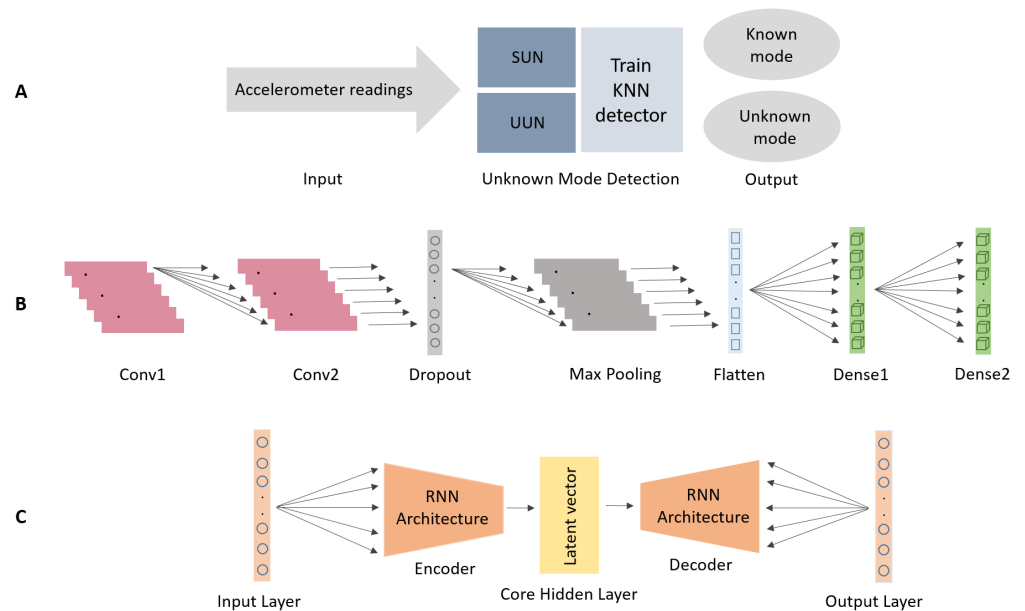 A
Accelerometer readings
SUN
UUN
Train
KNN
detector
Known
mode
Unknown
mode
Input
Unknown Mode Detection
Output
B
Conv1
Conv2
Dropout
Max Pooling
Flatten
Dense1
Dense2
C
RNN
Architecture
Latent vector
RNN
Architecture
Encoder
Decoder
Input Layer
Core Hidden Layer
Output Layer